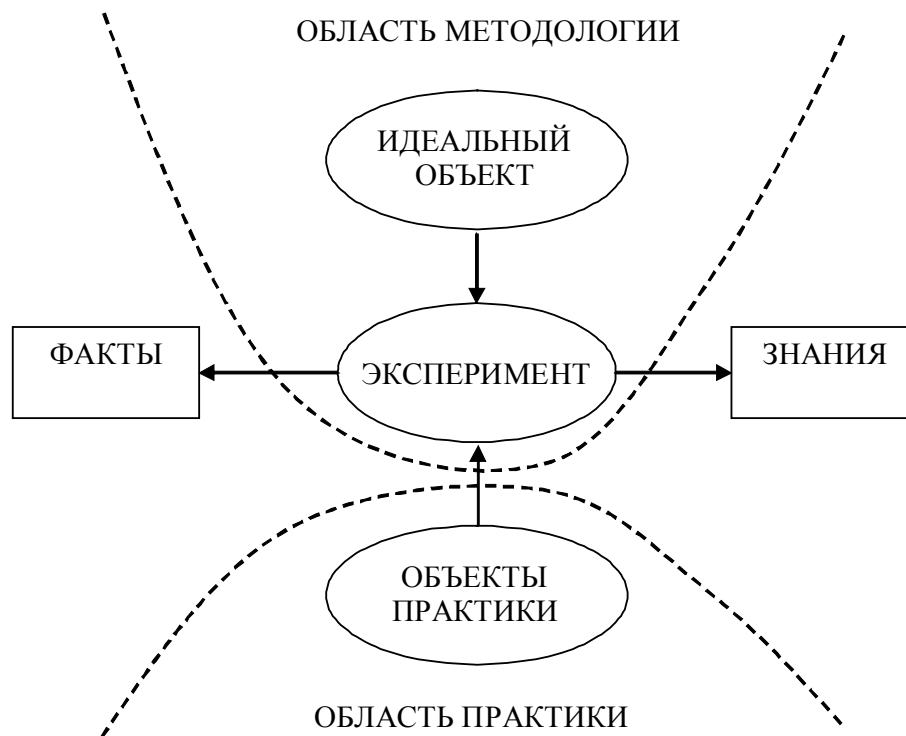 ОБЛАСТЬ МЕТОДОЛОГИИ
ИДЕАЛЬНЫЙ
ОБЪЕКТ
ФАКТЫ
ЭКСПЕРИМЕНТ
ЗНАНИЯ
ОБЪЕКТЫ
ПРАКТИКИ
ОБЛАСТЬ ПРАКТИКИ